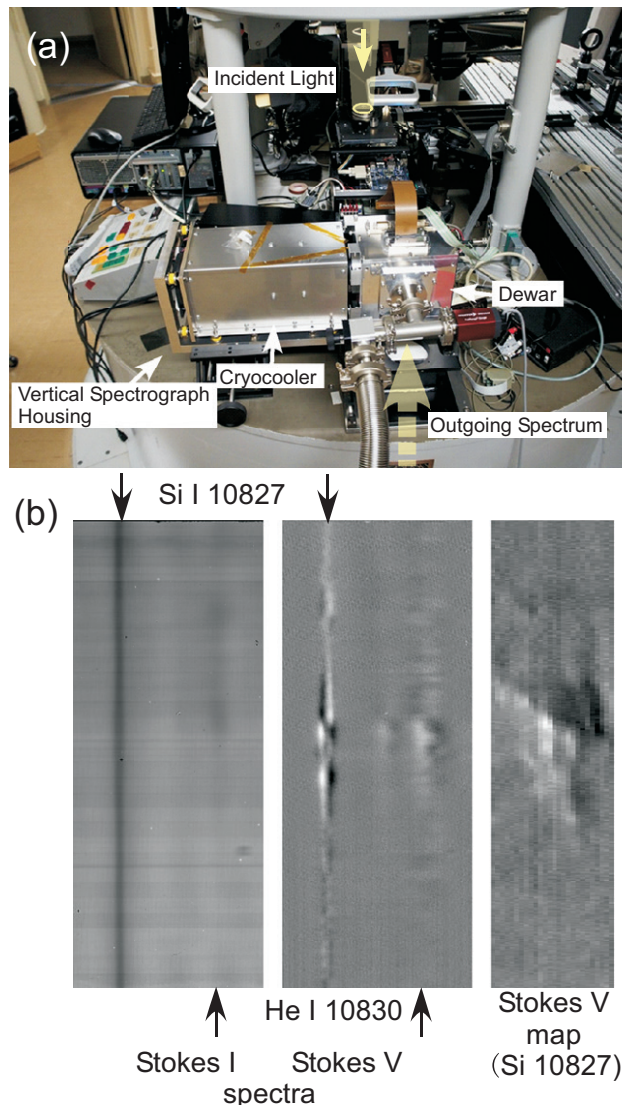 (a)
Incident Light
Dewar
Cryocooler
Vertical Spectrograph
Housing
Outgoing Spectrum
(b)
Si I 10827
He I 10830
Stokes V
map
(Si 10827)
Stokes I
Stokes V
spectra